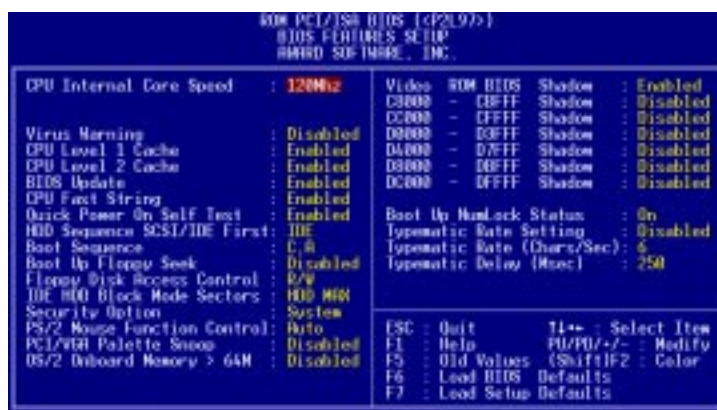 ROM PCI/ISA BIOS (<P2L97>)
BIOS FEATURES SETUP
AWARD SOFTWARE, INC.
CPU Internal Core Speed : 120Mhz
Virus Warning : Disabled
CPU Level 1 Cache : Enabled
CPU Level 2 Cache : Enabled
BIOS Update : Enabled
CPU Fast String : Enabled
Quick Power On Self Test : Enabled
HDD Sequence SCSI/IDE First: IDE
Boot Sequence : C,A
Boot Up Floppy Seek : Disabled
Floppy Disk Access Control : R/W
IDE HDD Block Mode Sectors : HDD MAX
Security Option : System
PS/2 Mouse Function Control: Auto
PCI/VGA Palette Snoop : Disabled
OS/2 Onboard Memory > 64M : Disabled
Video ROM BIOS Shadow : Enabled
C8000 - CBFFF Shadow : Disabled
CC000 - CFFFF Shadow : Disabled
D0000 - D3FFF Shadow : Disabled
D4000 - D7FFF Shadow : Disabled
D8000 - DBFFF Shadow : Disabled
DC000 - DFFFF Shadow : Disabled
Boot Up NumLock Status : On
Typematic Rate Setting : Disabled
Typematic Rate (Chars/Sec): 6
Typematic Delay (Msec) : 250
ESC : Quit ↑↓→← : Select Item
F1 : Help PU/PD/+/- : Modify
F5 : Old Values (Shift)F2 : Color
F6 : Load BIOS Defaults
F7 : Load Setup Defaults